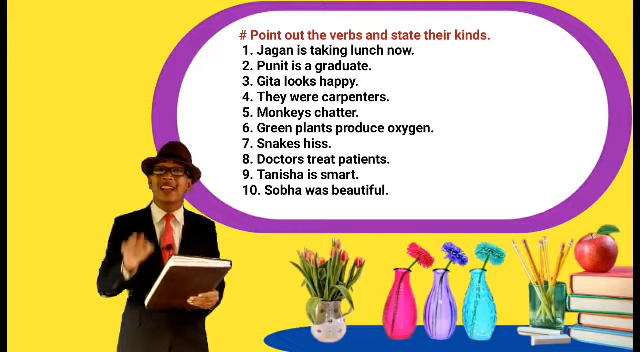 # Point out the verbs and state their kinds.
1. Jagan is taking lunch now.
2. Punit is a graduate.
3. Gita looks happy.
4. They were carpenters.
5. Monkeys chatter.
6. Green plants produce oxygen.
7. Snakes hiss.
8. Doctors treat patients.
9. Tanisha is smart.
10. Sobha was beautiful.